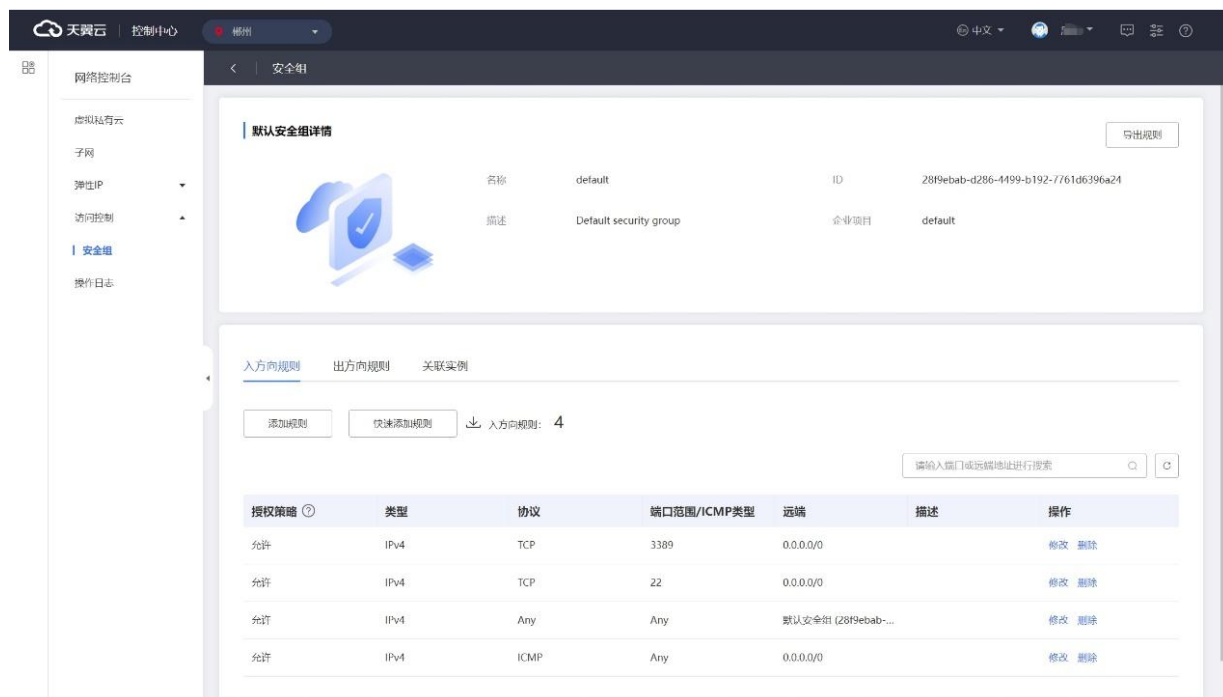 天翼云 控制中心 郴州 中文
网络控制台
虚拟私有云
子网
弹性IP
访问控制
安全组
操作日志
安全组
默认安全组详情 导出规则
名称 default ID 28f9ebab-d286-4499-b192-7761d6396a24
描述 Default security group 企业项目 default
入方向规则 出方向规则 关联实例
添加规则 快速添加规则 入方向规则: 4
请输入端口或远端地址进行搜索
授权策略 类型 协议 端口范围/ICMP类型 远端 描述 操作
允许 IPv4 TCP 3389 0.0.0.0/0 修改 删除
允许 IPv4 TCP 22 0.0.0.0/0 修改 删除
允许 IPv4 Any Any 默认安全组 (28f9ebab-... 修改 删除
允许 IPv4 ICMP Any 0.0.0.0/0 修改 删除